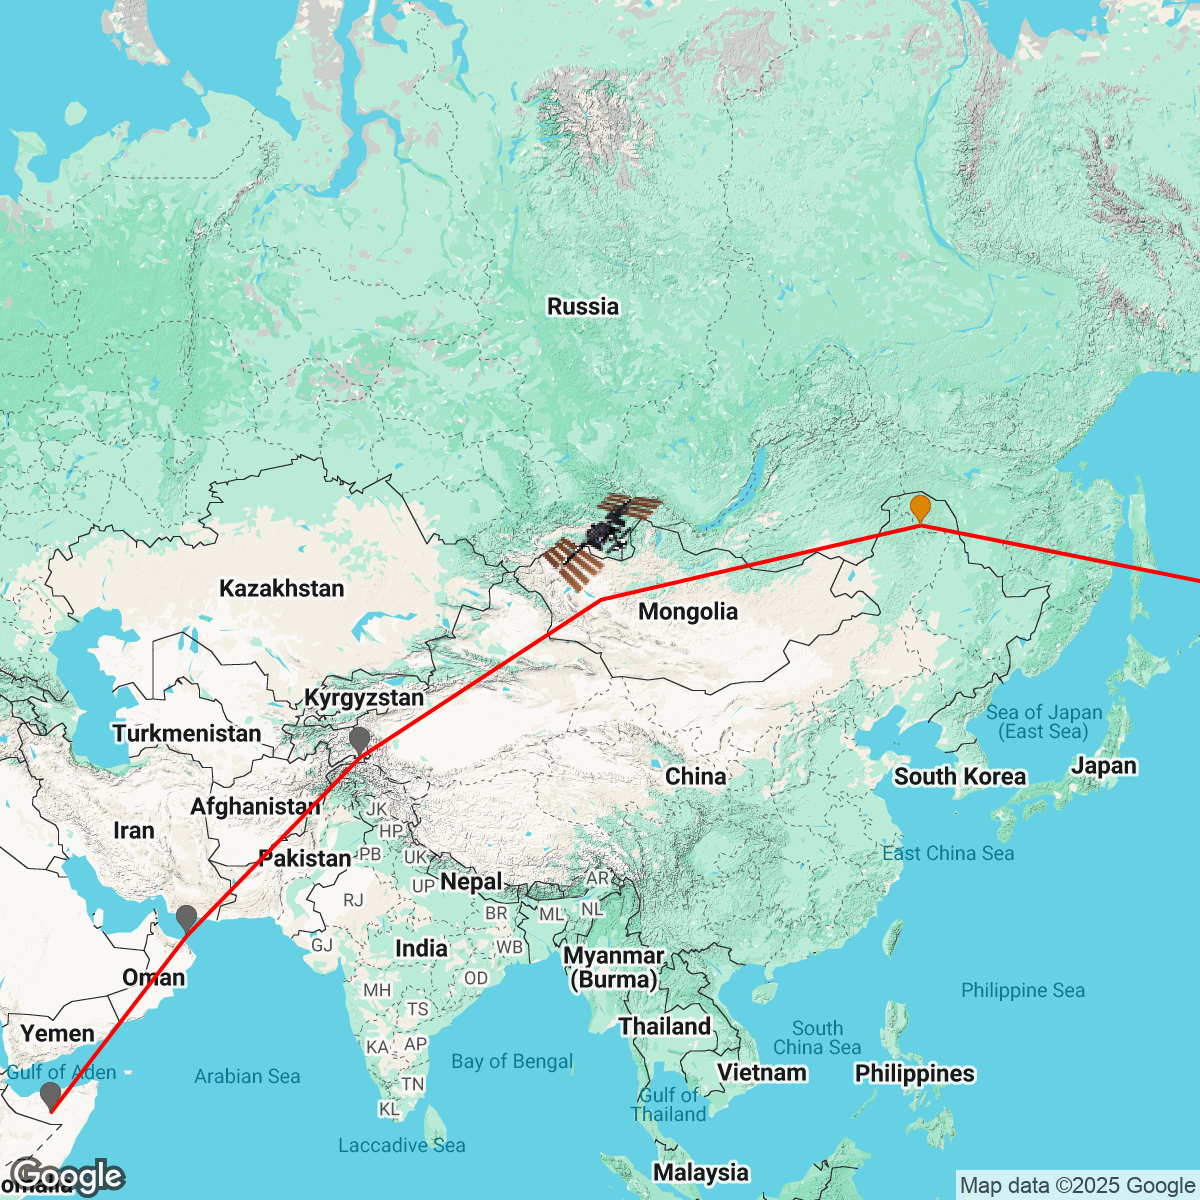 Russia
Kazakhstan
Mongolia
Kyrgyzstan
Turkmenistan
Sea of Japan
(East Sea)
China
South Korea
Japan
Afghanistan
JK
Iran
HP
Pakistan
PB
UK
East China Sea
Nepal
UP
AR
RJ
BR
ML
NL
GJ
India
WB
Myanmar
(Burma)
Oman
OD
MH
Philippine Sea
TS
Yemen
Thailand
South
China Sea
KA
AP
Gulf of Aden
Arabian Sea
Bay of Bengal
Vietnam
Philippines
TN
KL
Gulf of
Thailand
Laccadive Sea
Malaysia
Google
omalia
Map data ©2025 Google